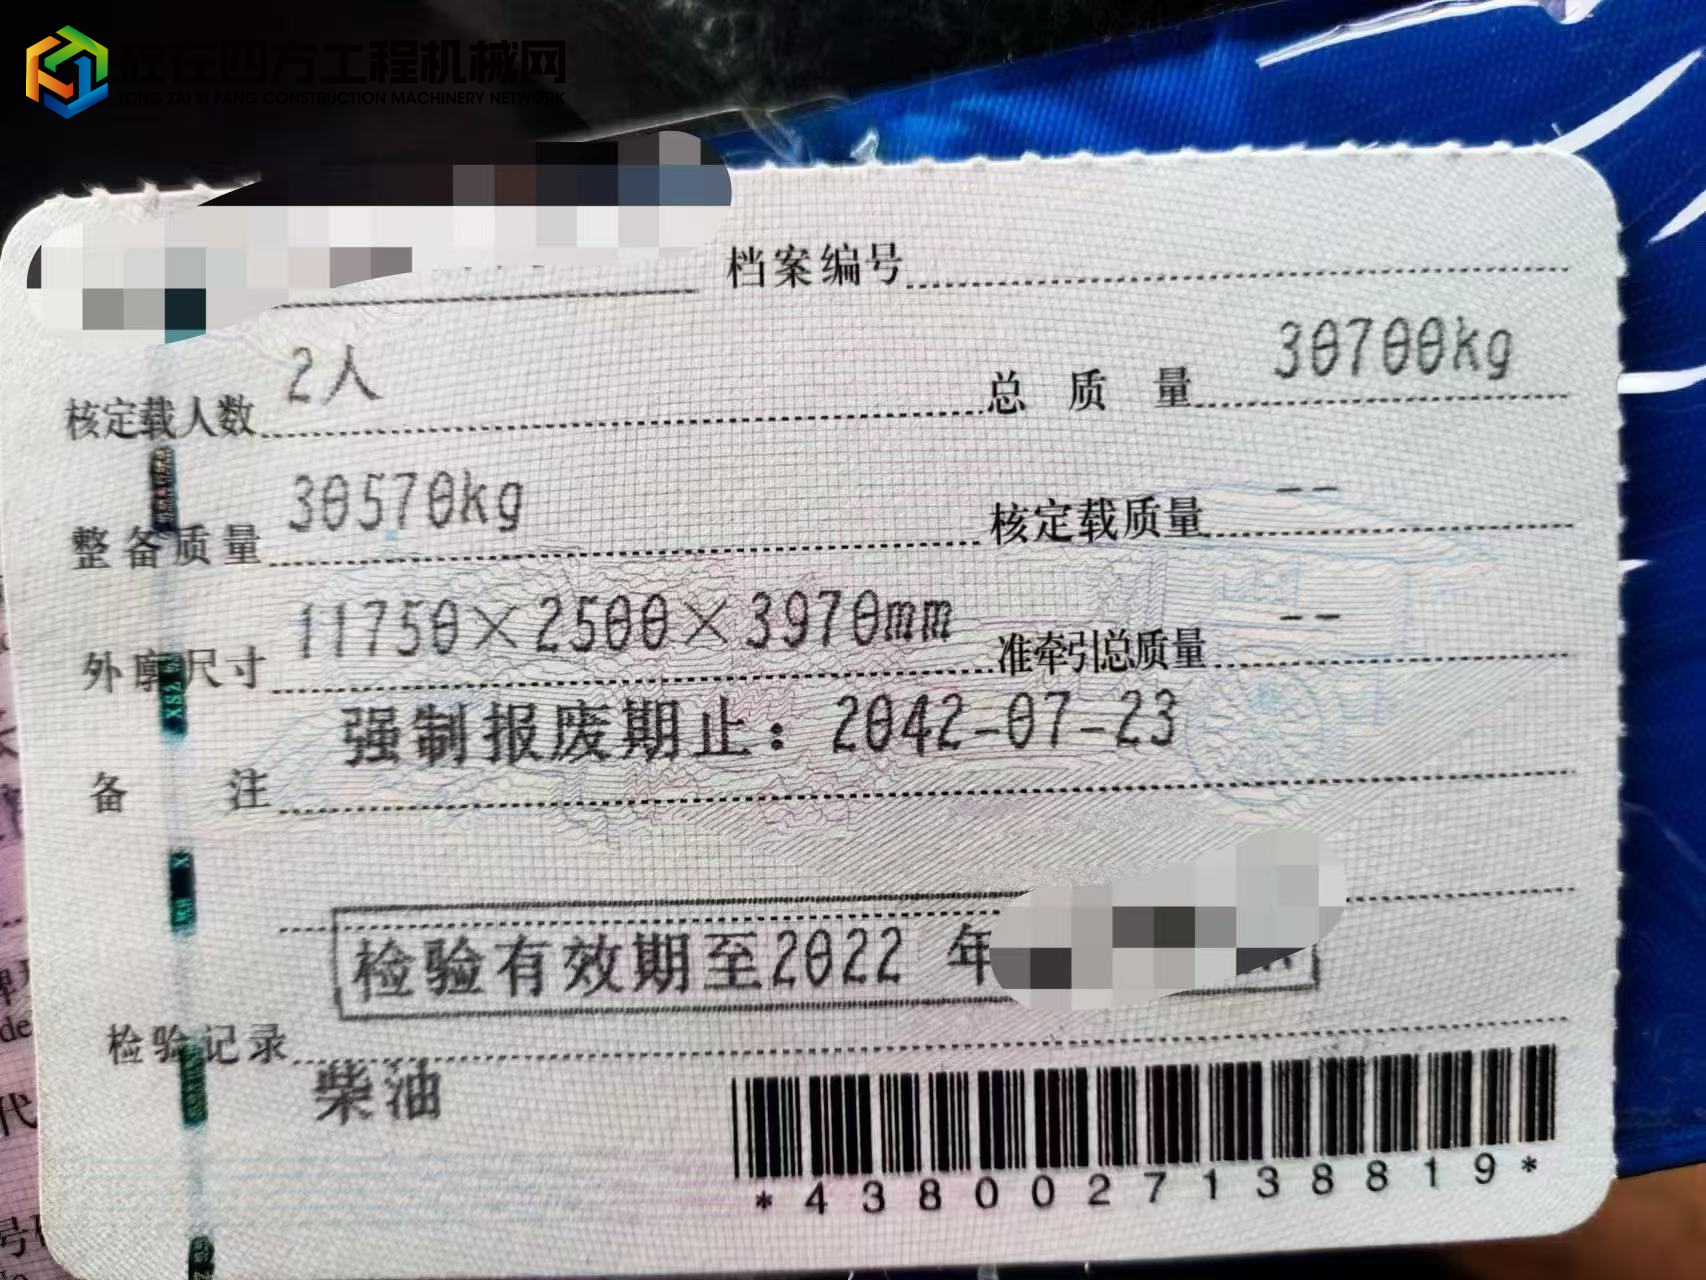 砼在四方工程机械网
TONG ZAI SI FANG CONSTRUCTION MACHINERY NETWORK
档案编号
核定载人数 2人 总质量 30700kg
整备质量 30570kg 核定载质量 --
外廓尺寸 11750×2500×3970mm 准牵引总质量 --
备注 强制报废期止：2042-07-23
检验有效期至2022 年
检验记录
柴油
*4380027138819*